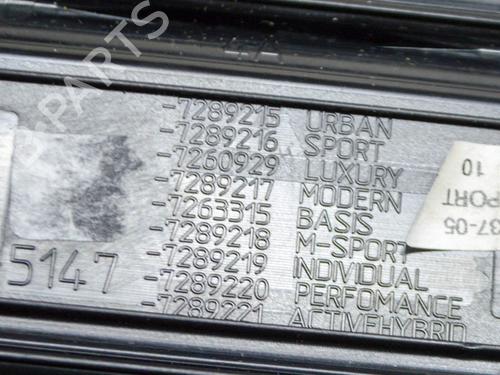 PARTS
-7289215 URBAN
-7289216 SPORT
-7260929 LUXURY
-7289217 MODERN
-7263315 BASIS
-7289218 M-SPORT
-7289219 INDIVIDUAL
-7289220 PERFOMANCE
-7289221 ACTIVEHYBRID
5147
37-05
PORT
10